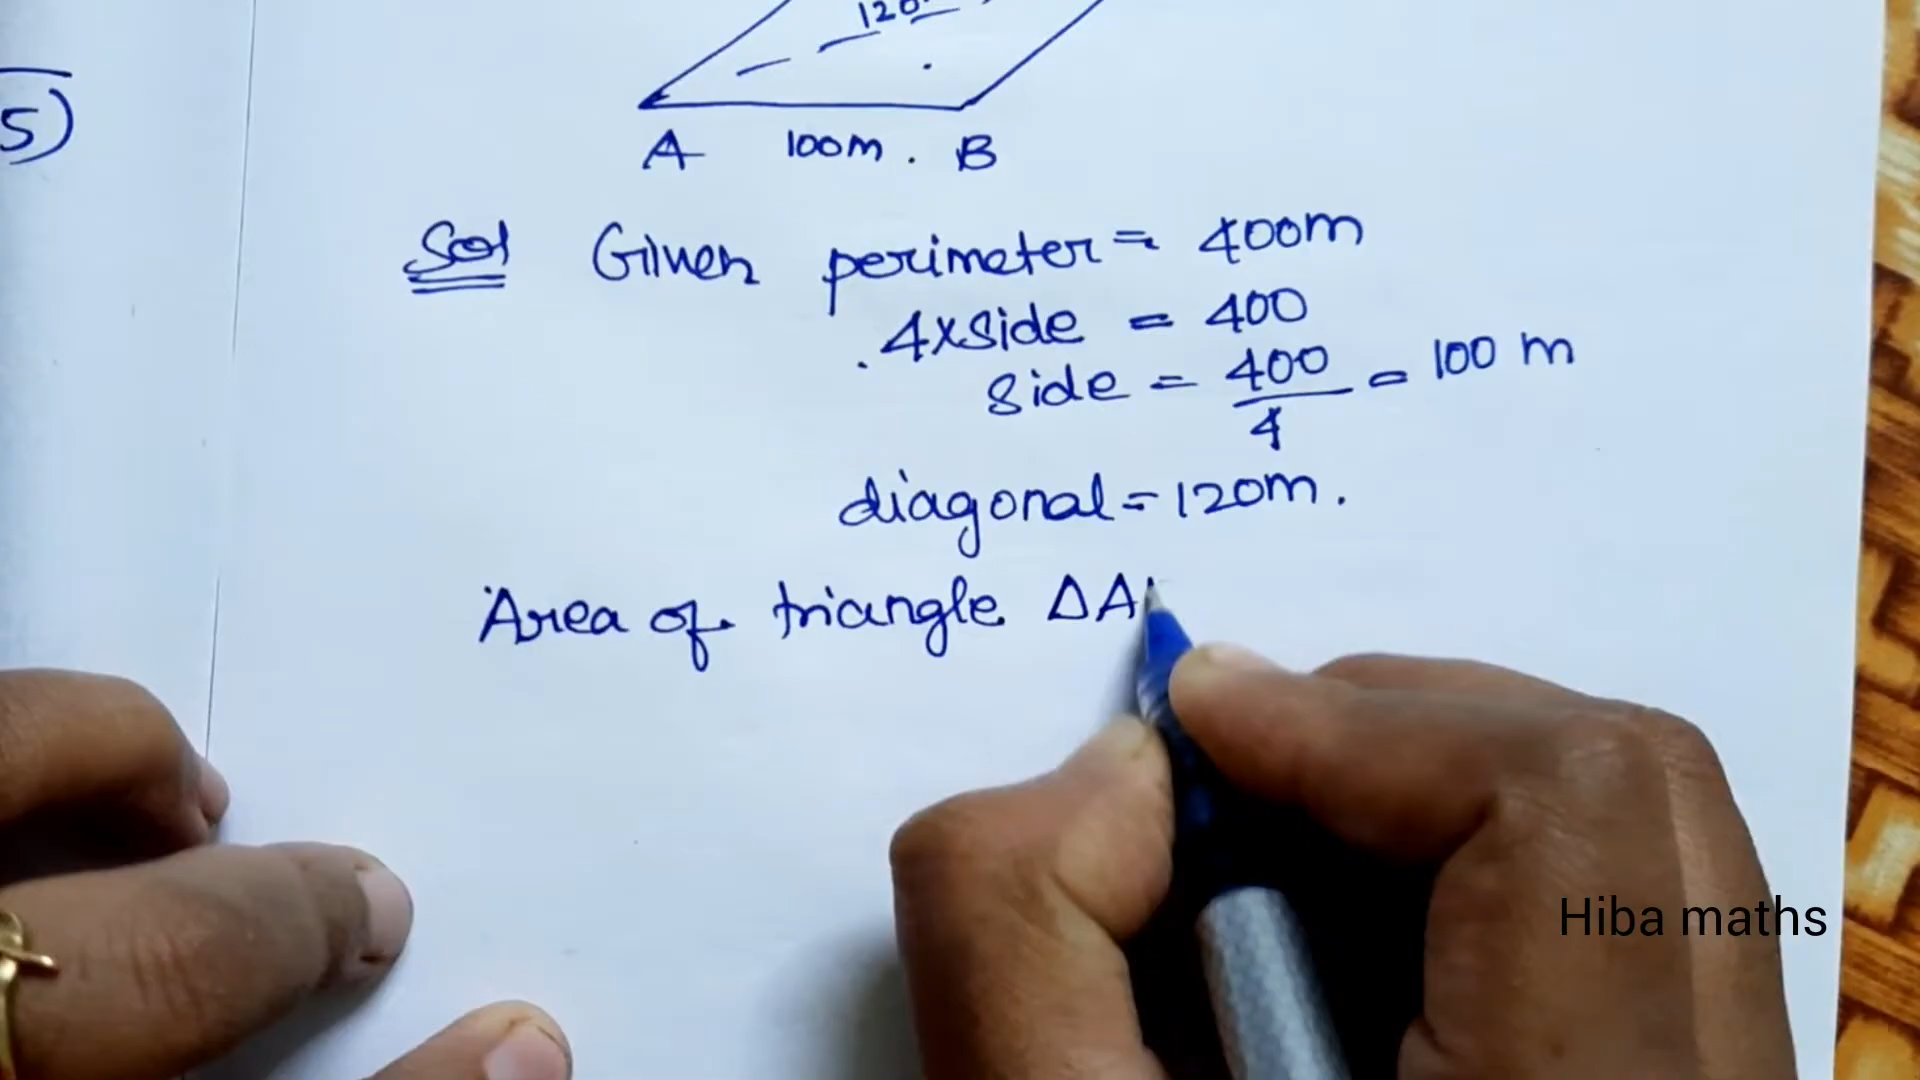 120
5)
A 100m. B
Sol Given perimeter = 400m
4xside = 400
side = 400/4 = 100 m
diagonal = 120m.
Area of triangle ΔA
Hiba maths